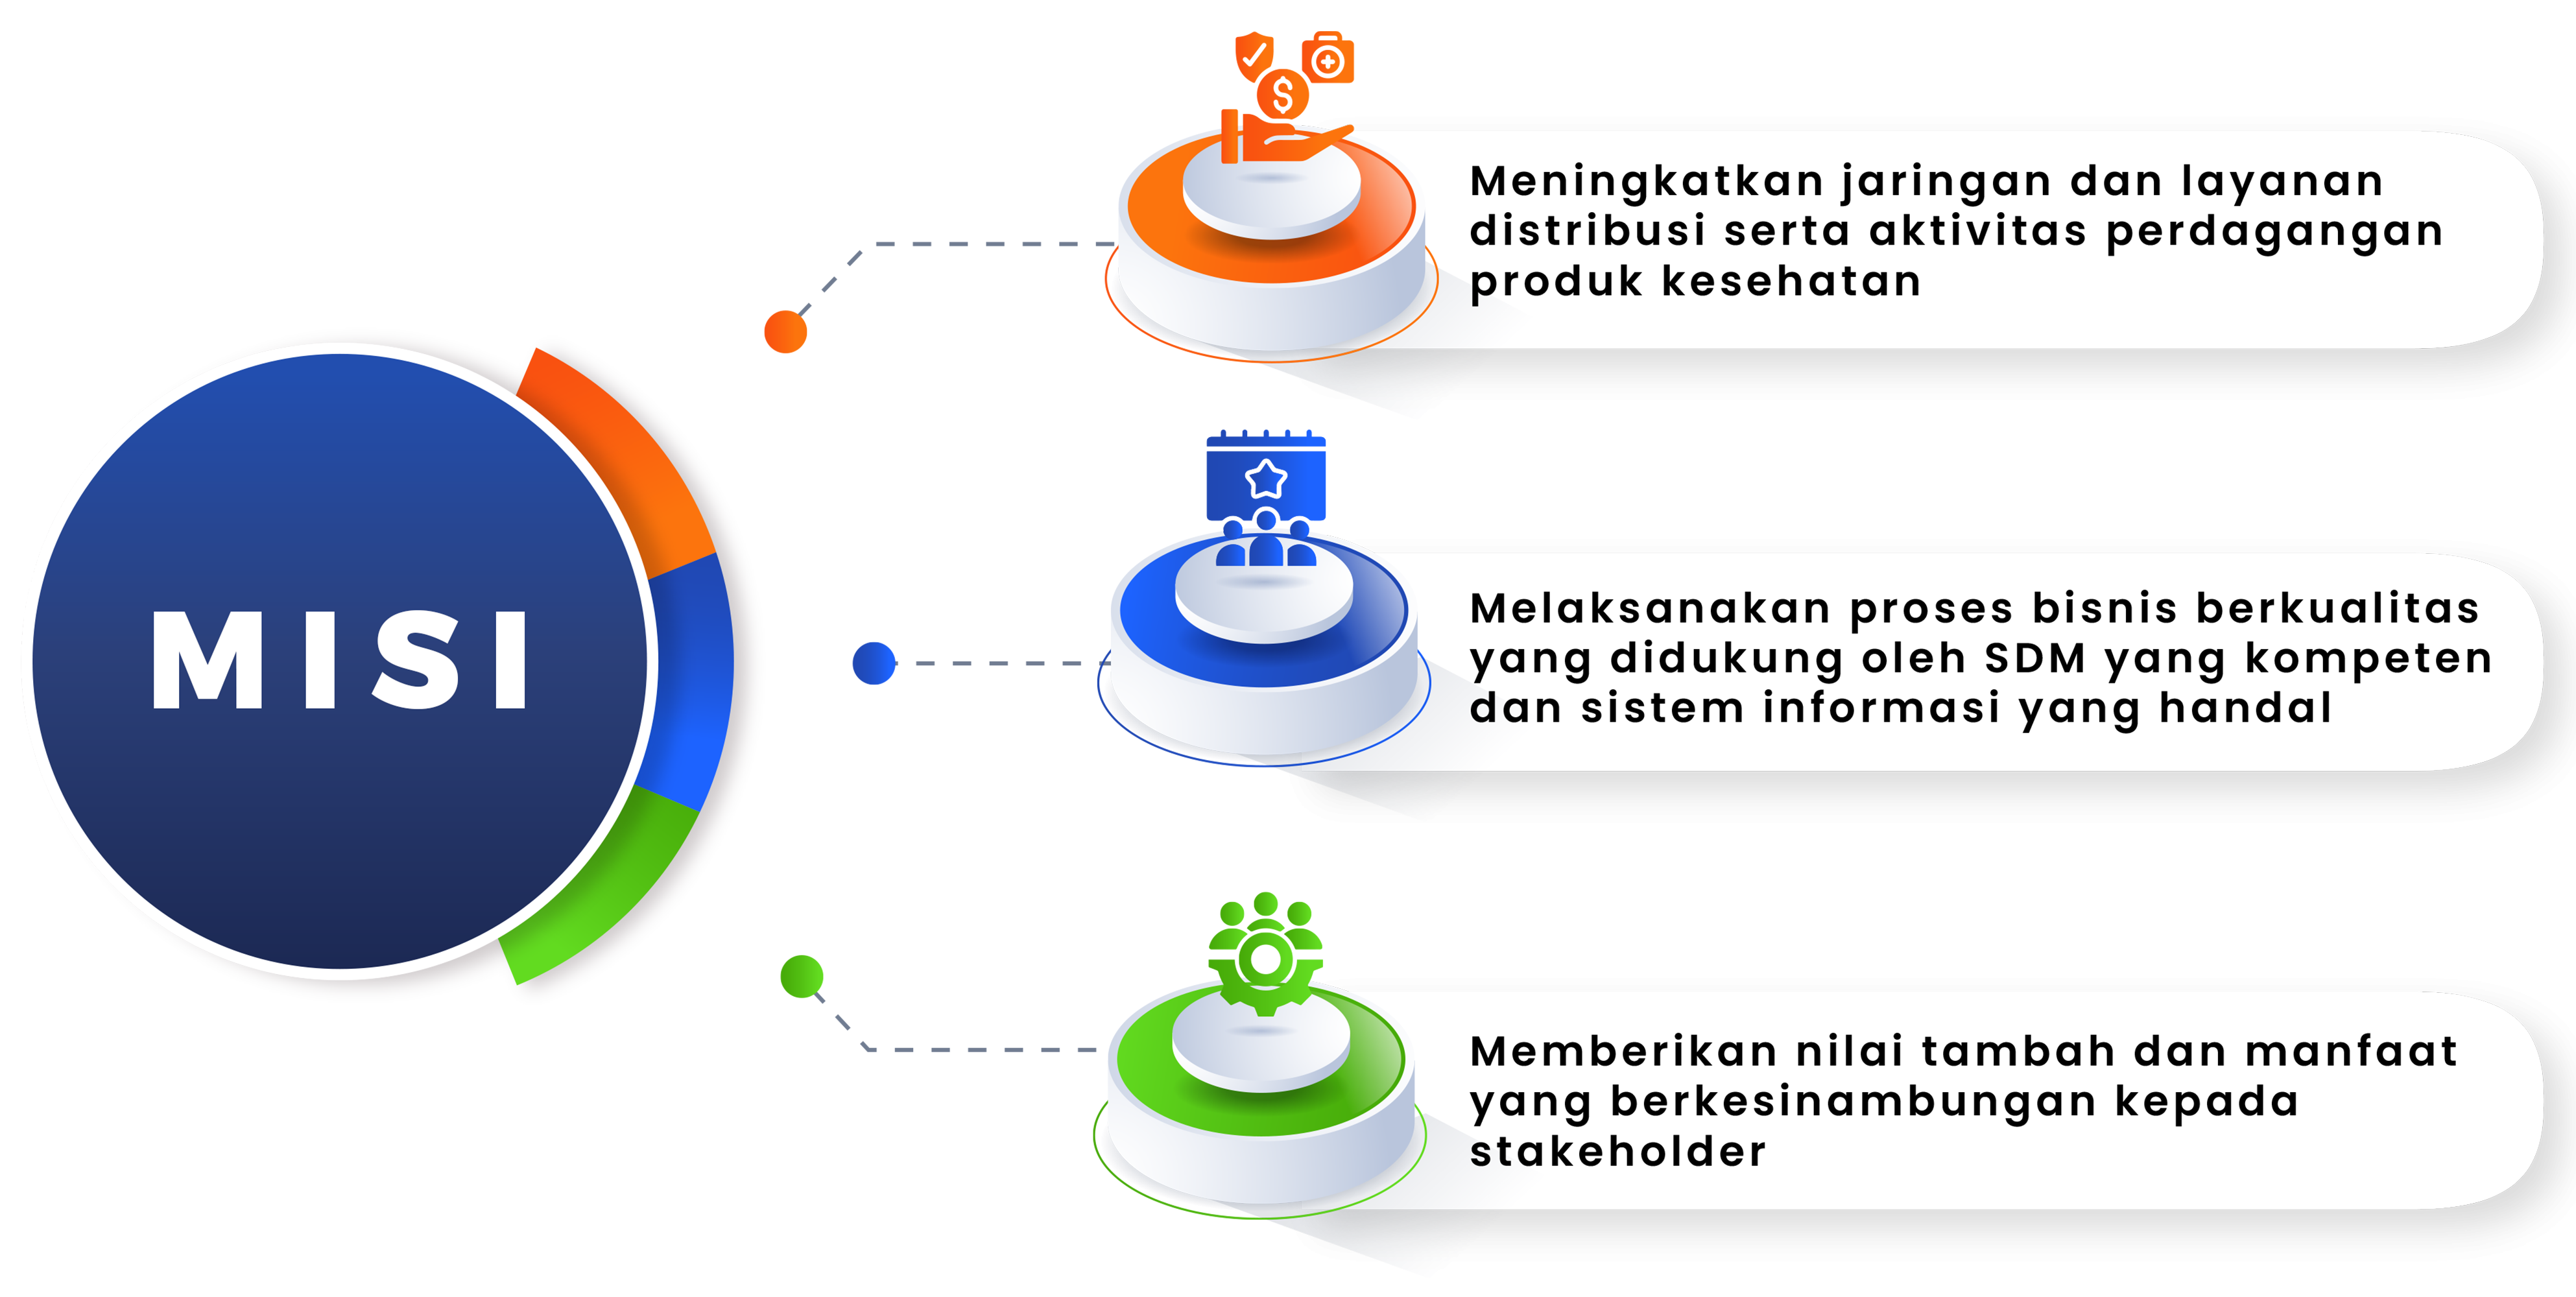 MISI
Meningkatkan jaringan dan layanan
distribusi serta aktivitas perdagangan
produk kesehatan
Melaksanakan proses bisnis berkualitas
yang didukung oleh SDM yang kompeten
dan sistem informasi yang handal
Memberikan nilai tambah dan manfaat
yang berkesinambungan kepada
stakeholder